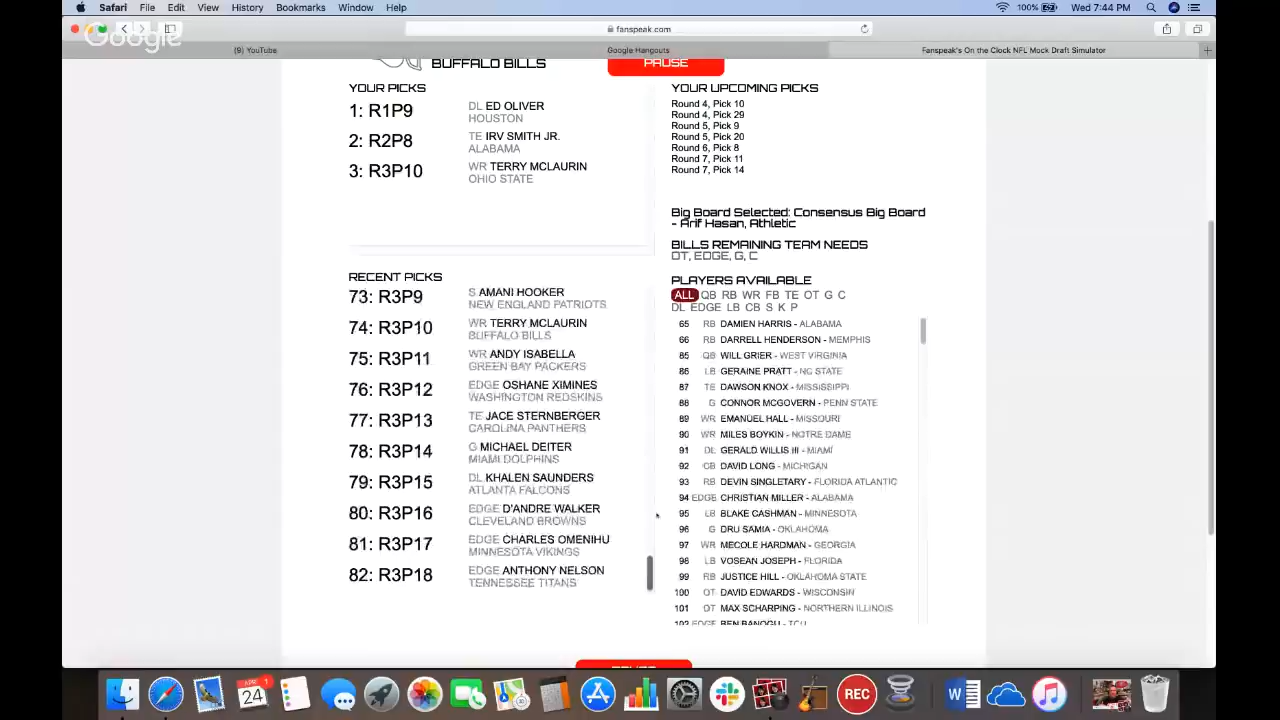 Safari File Edit View History Bookmarks Window Help
100% Wed 7:44 PM
Google
fanspeak.com
(9) YouTube
Google Hangouts
Fanspeak's On the Clock NFL Mock Draft Simulator
BUFFALO BILLS
PAUSE
YOUR PICKS
1: R1P9 DL ED OLIVER
HOUSTON
2: R2P8 TE IRV SMITH JR.
ALABAMA
3: R3P10 WR TERRY MCLAURIN
OHIO STATE
YOUR UPCOMING PICKS
Round 4, Pick 10
Round 4, Pick 29
Round 5, Pick 9
Round 5, Pick 20
Round 6, Pick 8
Round 7, Pick 11
Round 7, Pick 14
Big Board Selected: Consensus Big Board
- Arif Hasan, Athletic
BILLS REMAINING TEAM NEEDS
OT, EDGE, G, C
RECENT PICKS
73: R3P9 S AMANI HOOKER
NEW ENGLAND PATRIOTS
74: R3P10 WR TERRY MCLAURIN
BUFFALO BILLS
75: R3P11 WR ANDY ISABELLA
GREEN BAY PACKERS
76: R3P12 EDGE OSHANE XIMINES
WASHINGTON REDSKINS
77: R3P13 TE JACE STERNBERGER
CAROLINA PANTHERS
78: R3P14 G MICHAEL DEITER
MIAMI DOLPHINS
79: R3P15 DL KHALEN SAUNDERS
ATLANTA FALCONS
80: R3P16 EDGE D'ANDRE WALKER
CLEVELAND BROWNS
81: R3P17 EDGE CHARLES OMENIHU
MINNESOTA VIKINGS
82: R3P18 EDGE ANTHONY NELSON
TENNESSEE TITANS
PLAYERS AVAILABLE
ALL QB RB WR FB TE OT G C
DL EDGE LB CB S K P
65 RB DAMIEN HARRIS - ALABAMA
66 RB DARRELL HENDERSON - MEMPHIS
85 QB WILL GRIER - WEST VIRGINIA
86 LB GERAINE PRATT - NC STATE
87 TE DAWSON KNOX - MISSISSIPPI
88 G CONNOR MCGOVERN - PENN STATE
89 WR EMANUEL HALL - MISSOURI
90 WR MILES BOYKIN - NOTRE DAME
91 DL GERALD WILLIS III - MIAMI
92 CB DAVID LONG - MICHIGAN
93 RB DEVIN SINGLETARY - FLORIDA ATLANTIC
94 EDGE CHRISTIAN MILLER - ALABAMA
95 LB BLAKE CASHMAN - MINNESOTA
96 G DRU SAMIA - OKLAHOMA
97 WR MECOLE HARDMAN - GEORGIA
98 LB VOSEAN JOSEPH - FLORIDA
99 RB JUSTICE HILL - OKLAHOMA STATE
100 OT DAVID EDWARDS - WISCONSIN
101 OT MAX SCHARPING - NORTHERN ILLINOIS
102 EDGE BEN BANOGU - TCU
PAUSE
APR
24
1
REC
W